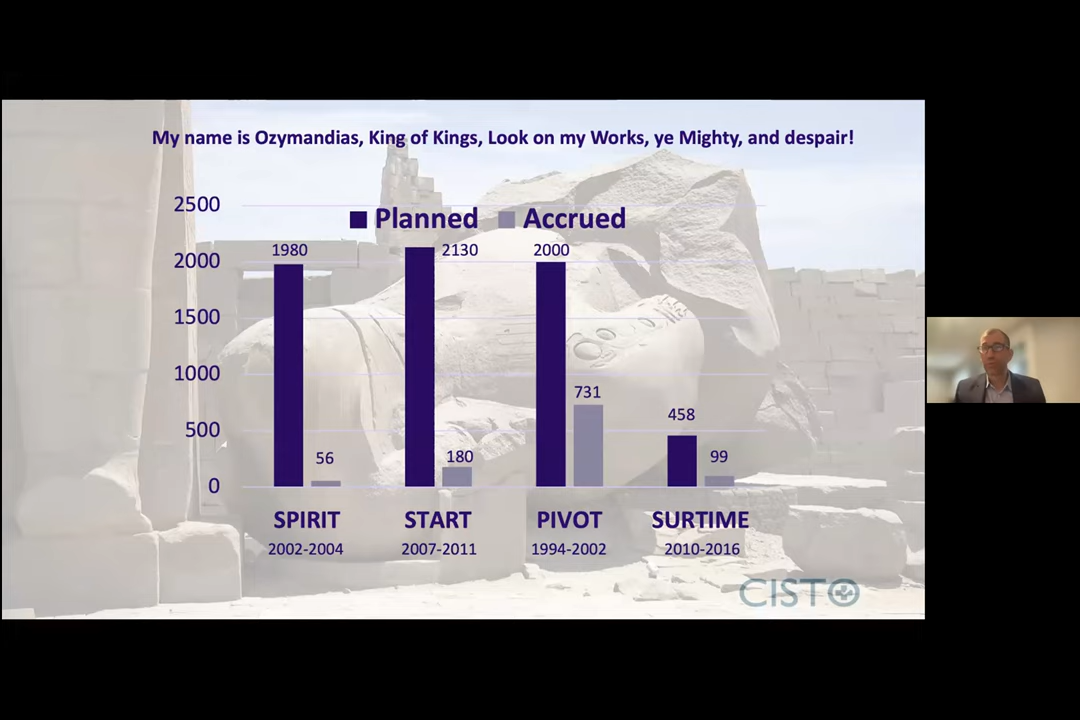 My name is Ozymandias, King of Kings, Look on my Works, ye Mighty, and despair!
2500
Planned Accrued
1980 2130 2000
2000
1500
1000
731
458
500
56 180 99
0
SPIRIT START PIVOT SURTIME
2002-2004 2007-2011 1994-2002 2010-2016
CISTO